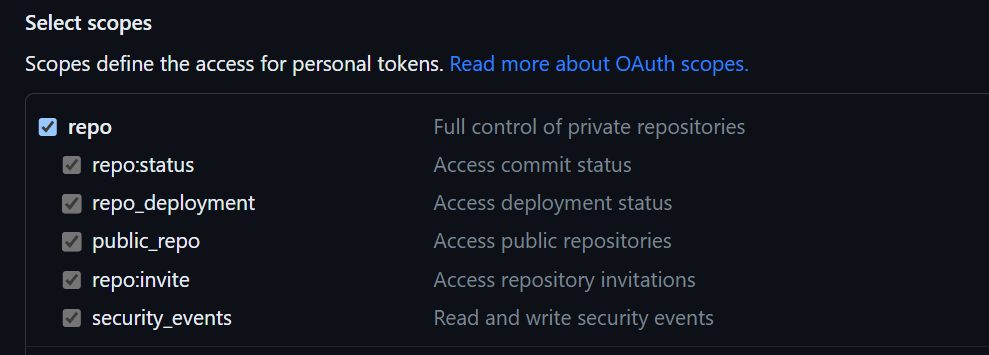 Select scopes
Scopes define the access for personal tokens. Read more about OAuth scopes.
repo Full control of private repositories
repo:status Access commit status
repo_deployment Access deployment status
public_repo Access public repositories
repo:invite Access repository invitations
security_events Read and write security events